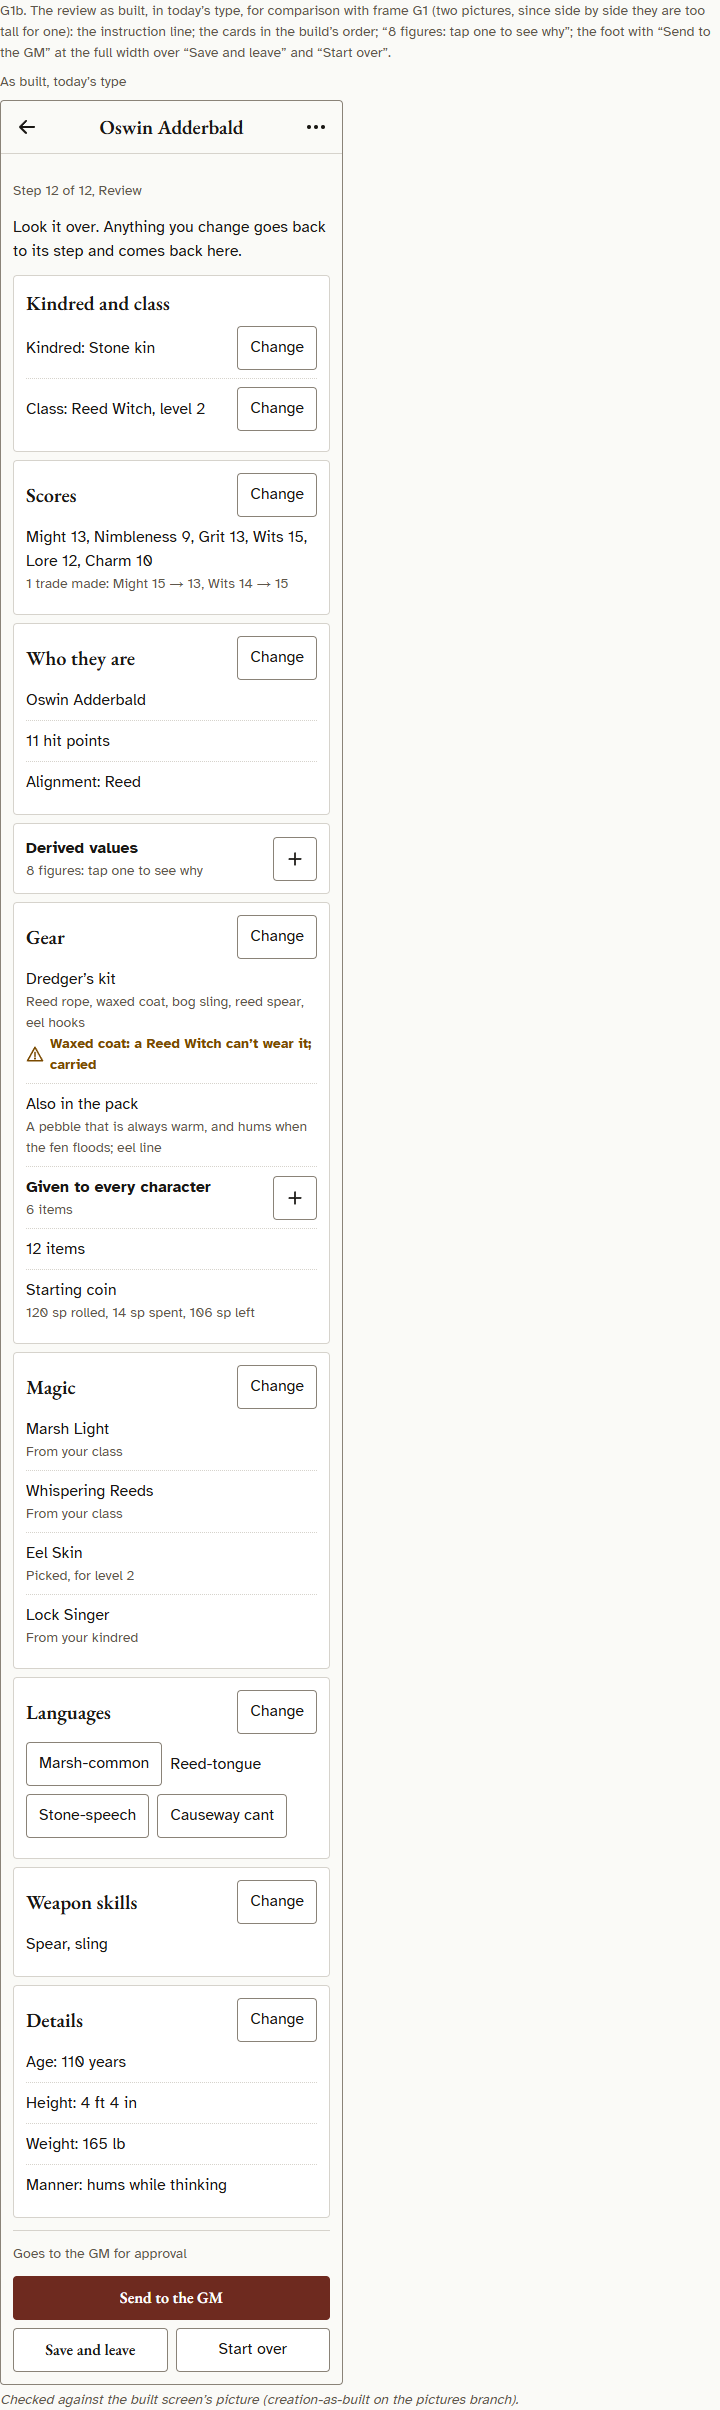 G1b. The review as built, in today’s type, for comparison with frame G1 (two pictures, since side by side they are too
tall for one): the instruction line; the cards in the build’s order; “8 figures: tap one to see why”; the foot with “Send to
the GM” at the full width over “Save and leave” and “Start over”.
As built, today’s type
Oswin Adderbald
Step 12 of 12, Review
Look it over. Anything you change goes back
to its step and comes back here.
Kindred and class
Kindred: Stone kin
Change
Class: Reed Witch, level 2
Change
Scores
Change
Might 13, Nimbleness 9, Grit 13, Wits 15,
Lore 12, Charm 10
1 trade made: Might 15 → 13, Wits 14 → 15
Who they are
Change
Oswin Adderbald
11 hit points
Alignment: Reed
Derived values
8 figures: tap one to see why
+
Gear
Change
Dredger’s kit
Reed rope, waxed coat, bog sling, reed spear,
eel hooks
Waxed coat: a Reed Witch can’t wear it;
carried
Also in the pack
A pebble that is always warm, and hums when
the fen floods; eel line
Given to every character
6 items
+
12 items
Starting coin
120 sp rolled, 14 sp spent, 106 sp left
Magic
Change
Marsh Light
From your class
Whispering Reeds
From your class
Eel Skin
Picked, for level 2
Lock Singer
From your kindred
Languages
Change
Marsh-common
Reed-tongue
Stone-speech
Causeway cant
Weapon skills
Change
Spear, sling
Details
Change
Age: 110 years
Height: 4 ft 4 in
Weight: 165 lb
Manner: hums while thinking
Goes to the GM for approval
Send to the GM
Save and leave
Start over
Checked against the built screen’s picture (creation-as-built on the pictures branch).